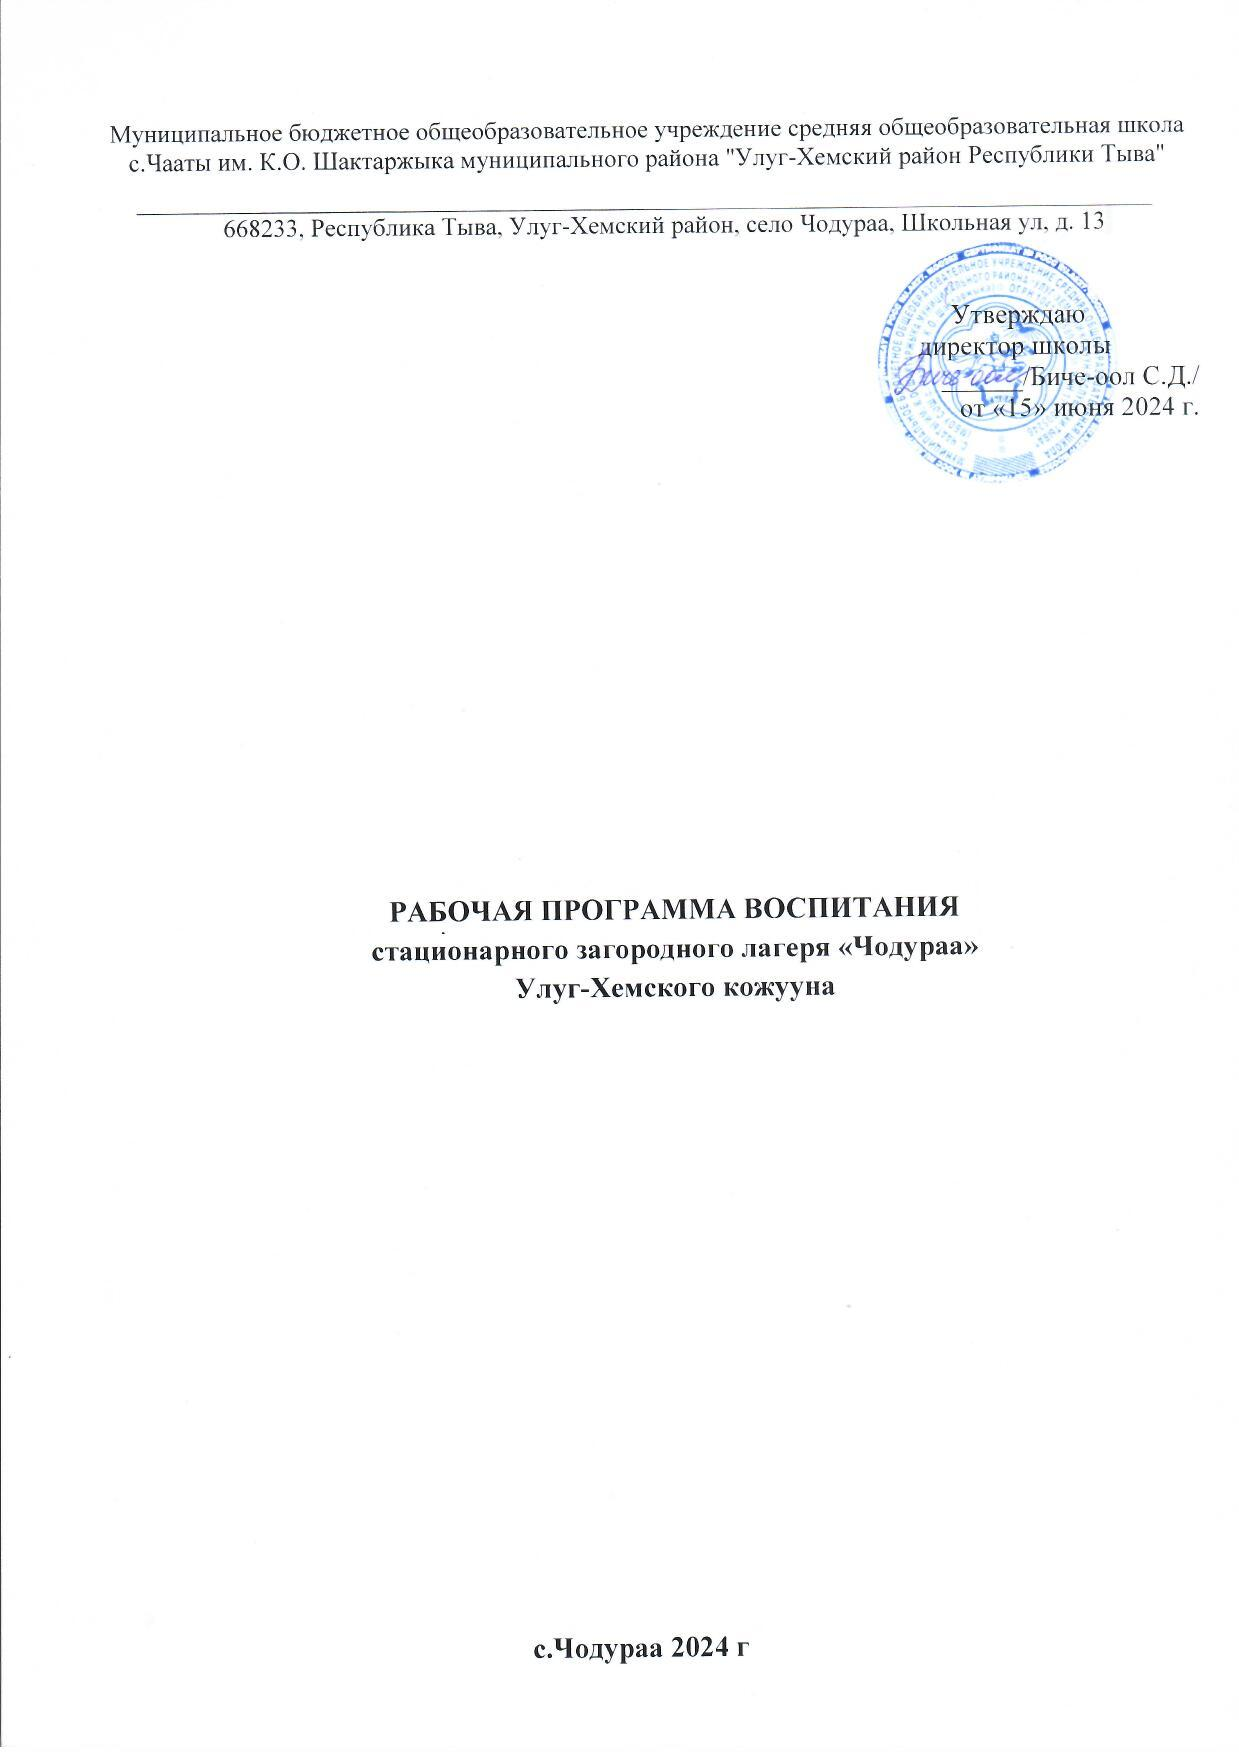 Муниципальное бюджетное общеобразовательное учреждение средняя общеобразовательная школа
с.Чааты им. К.О. Шактаржыка муниципального района "Улуг-Хемский район Республики Тыва"
668233, Республика Тыва, Улуг-Хемский район, село Чодураа, Школьная ул, д. 13
Утверждаю
директор школы
/Биче-оол С.Д./
от «15» июня 2024 г.
РАБОЧАЯ ПРОГРАММА ВОСПИТАНИЯ
стационарного загородного лагеря «Чодураа»
Улуг-Хемского кожууна
с.Чодураа 2024 г